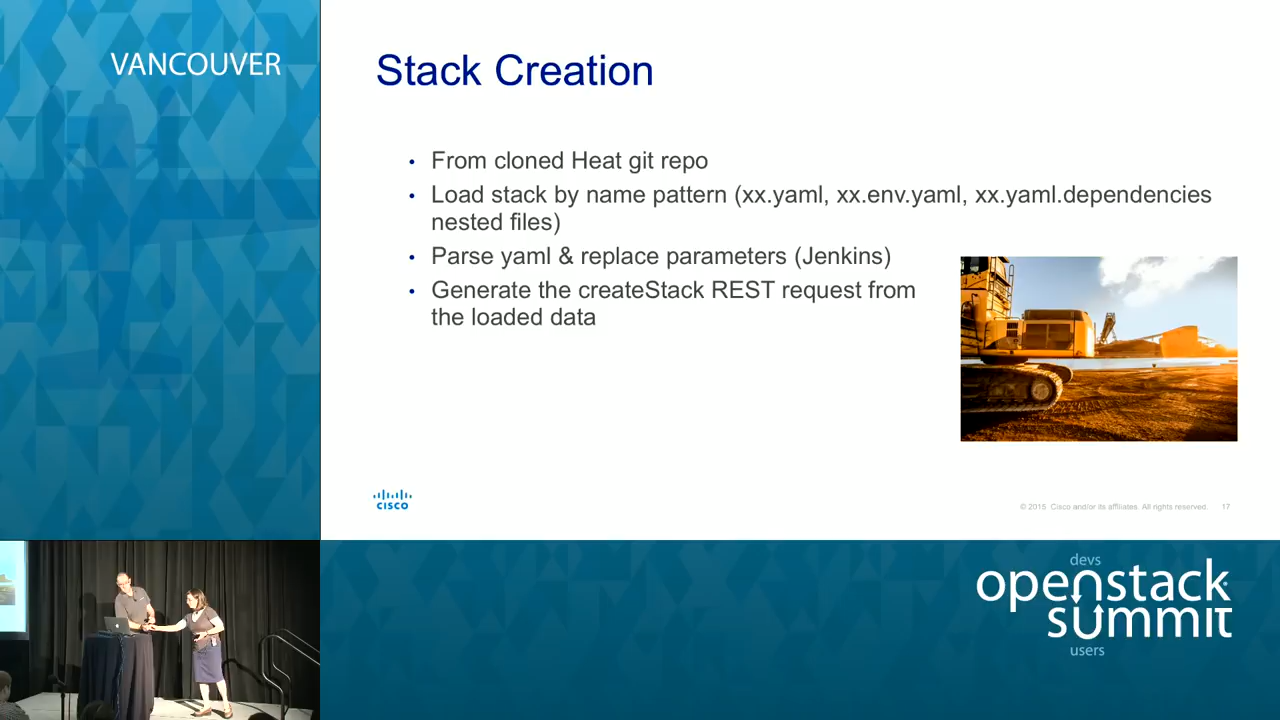 VANCOUVER
Stack Creation
• From cloned Heat git repo
• Load stack by name pattern (xx.yaml, xx.env.yaml, xx.yaml.dependencies
nested files)
• Parse yaml & replace parameters (Jenkins)
• Generate the createStack REST request from
the loaded data
CISCO
© 2015 Cisco and/or its affiliates. All rights reserved. 17
devs
openstack
summit
users